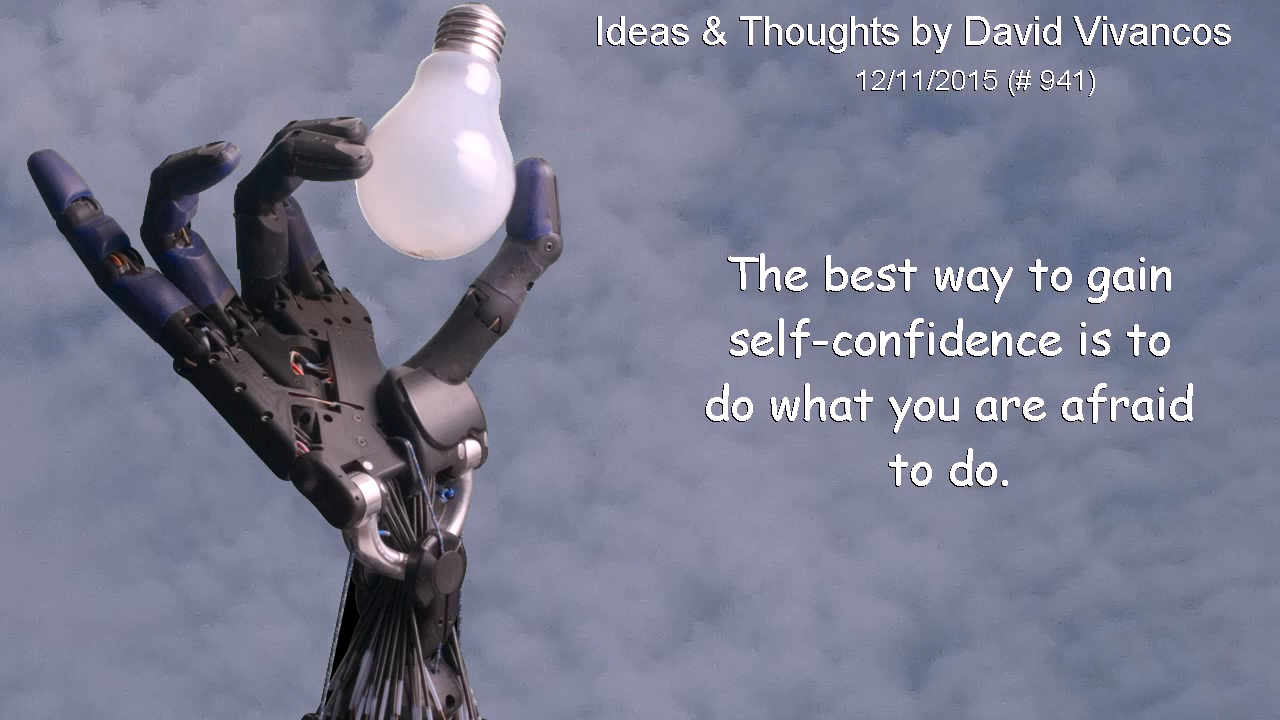 Ideas & Thoughts by David Vivancos
12/11/2015 (# 941)
The best way to gain
self-confidence is to
do what you are afraid
to do.